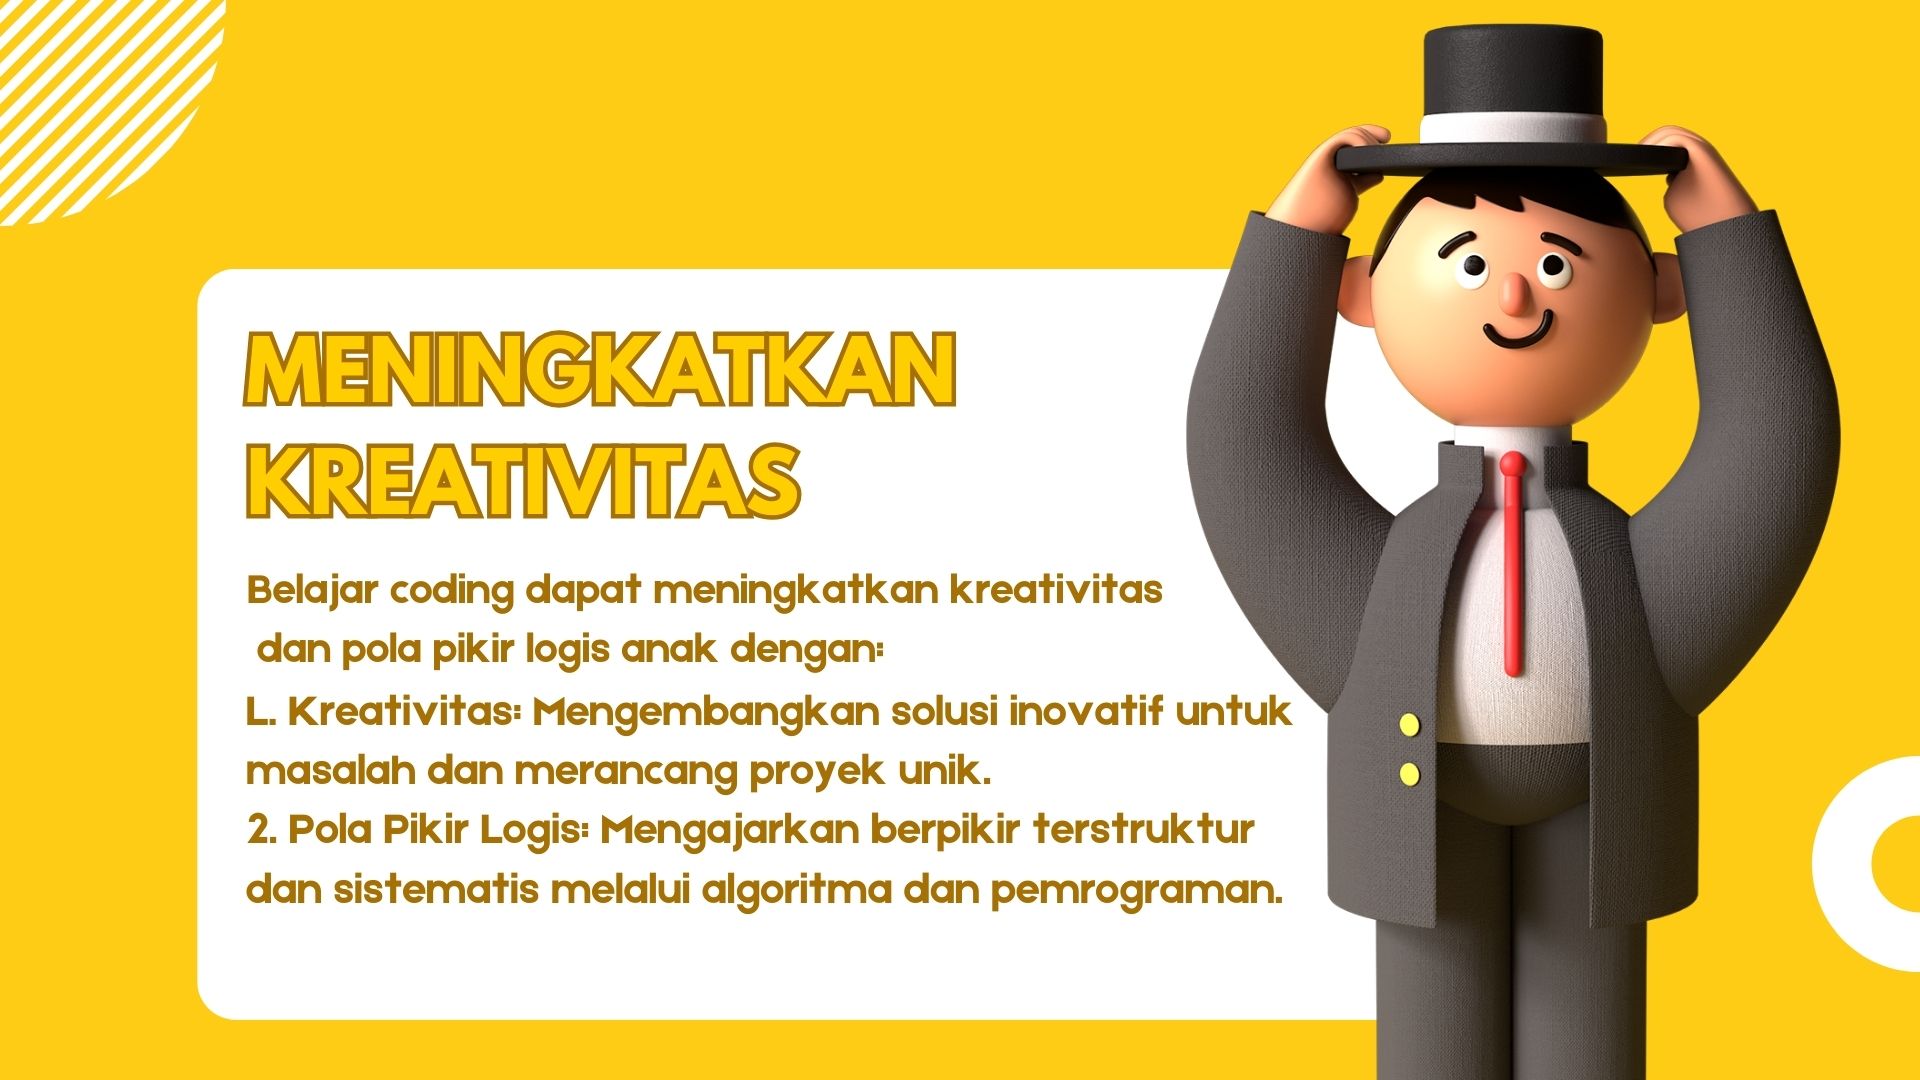 MENINGKATKAN
KREATIVITAS
Belajar coding dapat meningkatkan kreativitas
dan pola pikir logis anak dengan:
L. Kreativitas: Mengembangkan solusi inovatif untuk
masalah dan merancang proyek unik.
2. Pola Pikir Logis: Mengajarkan berpikir terstruktur
dan sistematis melalui algoritma dan pemrograman.